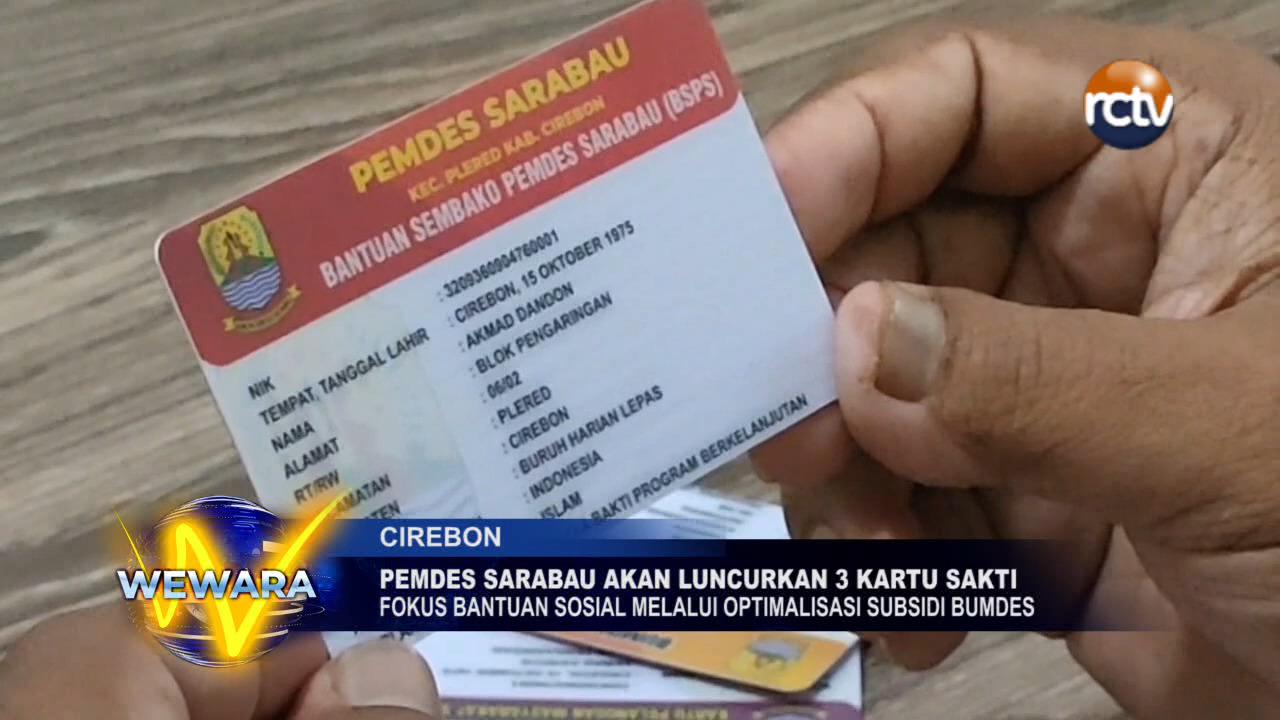 rctv
PEMDES SARABAU
KEC. PLERED KAB. CIREBON
BANTUAN SEMBAKO PEMDES SARABAU (BSPS)
NIK : 3209360904760001
TEMPAT, TANGGAL LAHIR : CIREBON, 15 OKTOBER 1975
NAMA : AKMAD DANDON
ALAMAT : BLOK PENGARINGAN
RT/RW : 06/02
: PLERED
: CIREBON
: BURUH HARIAN LEPAS
: INDONESIA
ISLAM
SAKTI PROGRAM BERKELANJUTAN
WEWARA
CIREBON
PEMDES SARABAU AKAN LUNCURKAN 3 KARTU SAKTI
FOKUS BANTUAN SOSIAL MELALUI OPTIMALISASI SUBSIDI BUMDES